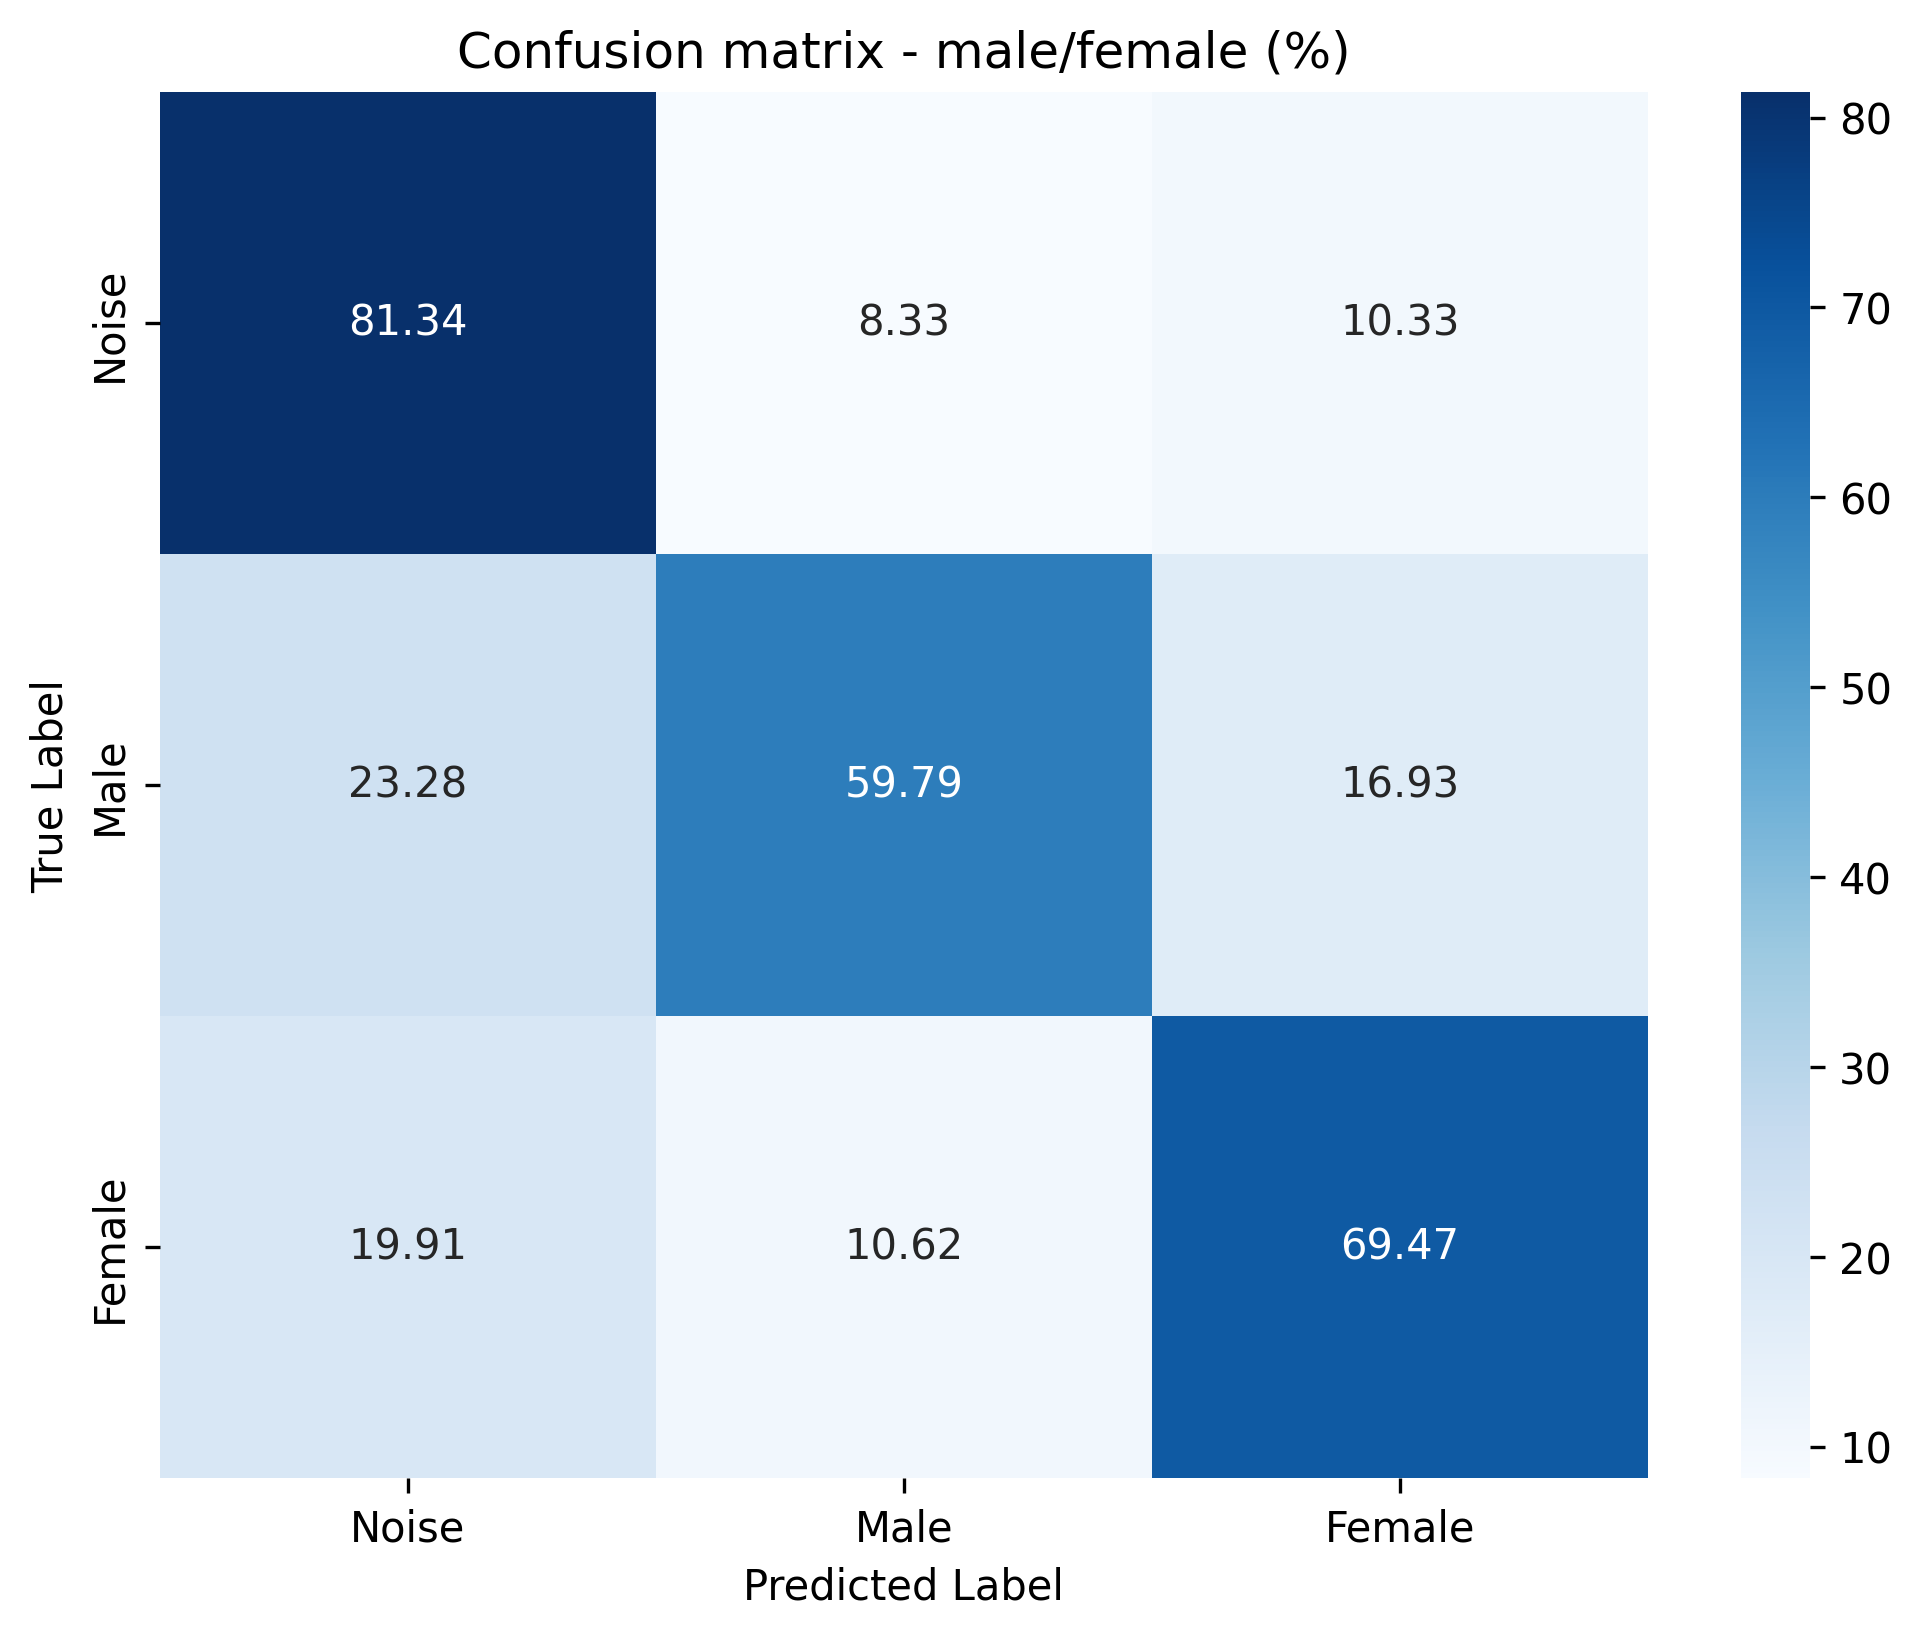 Confusion matrix - male/female (%)
True Label
Noise
Male
Female
81.34 8.33 10.33
23.28 59.79 16.93
19.91 10.62 69.47
Noise Male Female
Predicted Label
80
70
60
50
40
30
20
10